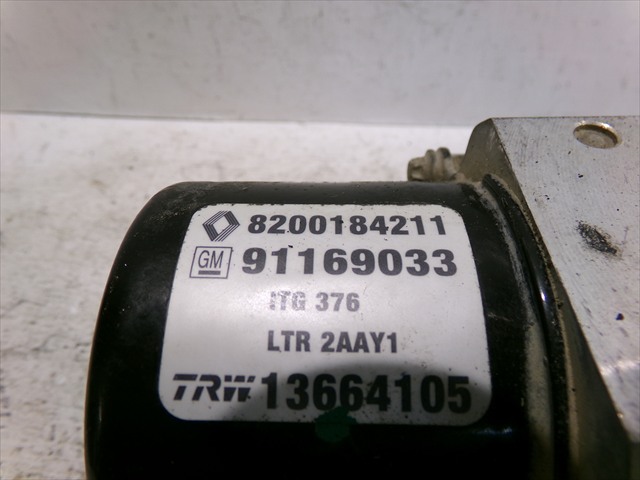 8200184211
GM 91169033
ITG 376
LTR 2AAY1
TRW 13664105